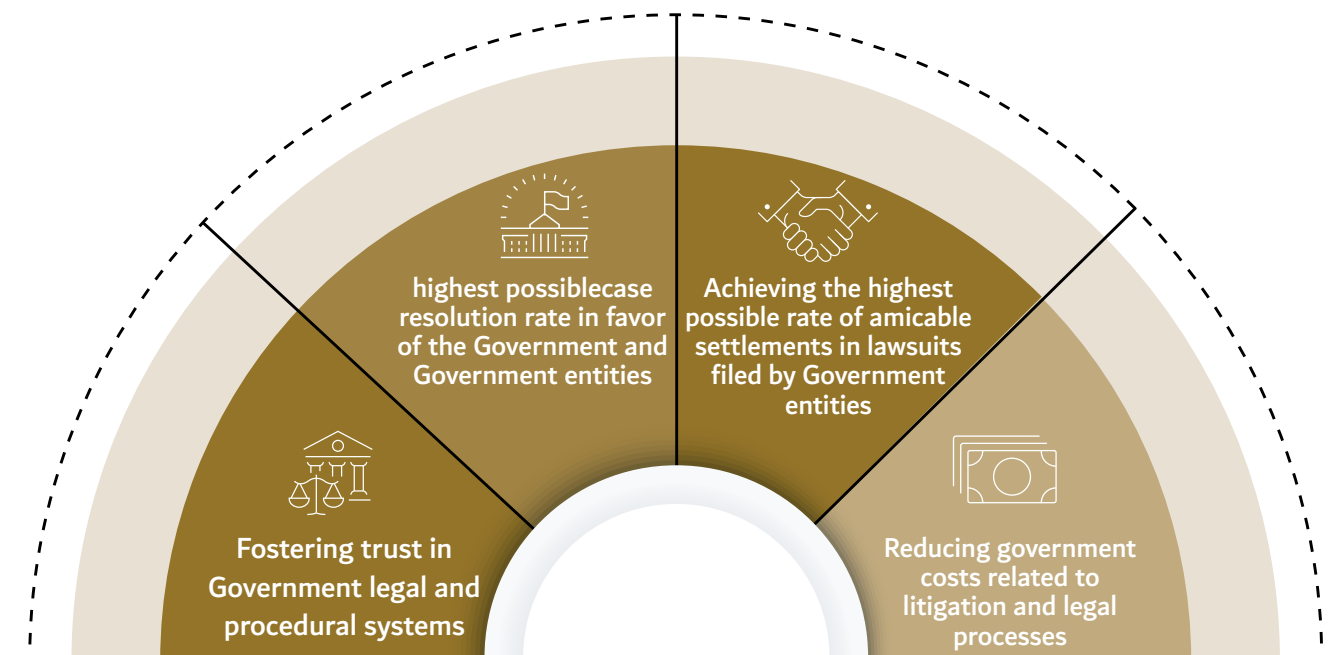 Fostering trust in
Government legal and
procedural systems
highest possiblecase
resolution rate in favor
of the Government and
Government entities
Achieving the highest
possible rate of amicable
settlements in lawsuits
filed by Government
entities
Reducing government
costs related to
litigation and legal
processes